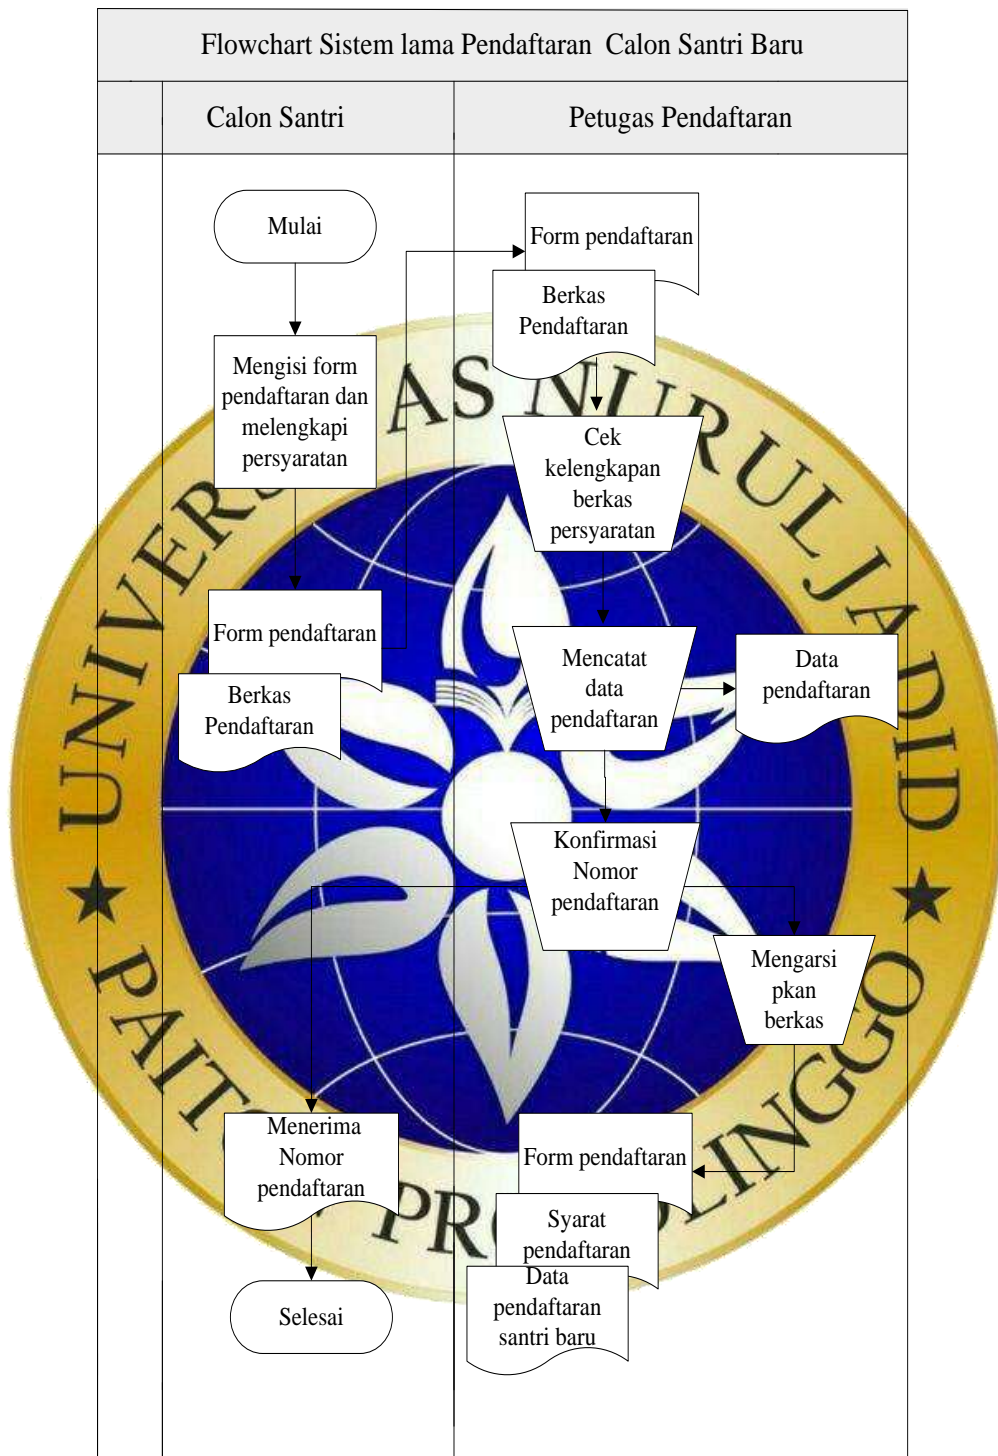 Flowchart Sistem lama Pendaftaran Calon Santri Baru
Calon Santri
Petugas Pendaftaran
Mulai
Mengisi form
pendaftaran dan
melengkapi
persyaratan
Form pendaftaran
Berkas
Pendaftaran
Form pendaftaran
Berkas
Pendaftaran
Cek
kelengkapan
berkas
persyaratan
Mencatat
data
pendaftaran
Data
pendaftaran
Konfirmasi
Nomor
pendaftaran
Mengarsi
pkan
berkas
Menerima
Nomor
pendaftaran
Selesai
Form pendaftaran
Syarat
pendaftaran
Data
pendaftaran
santri baru
NURUL JADID